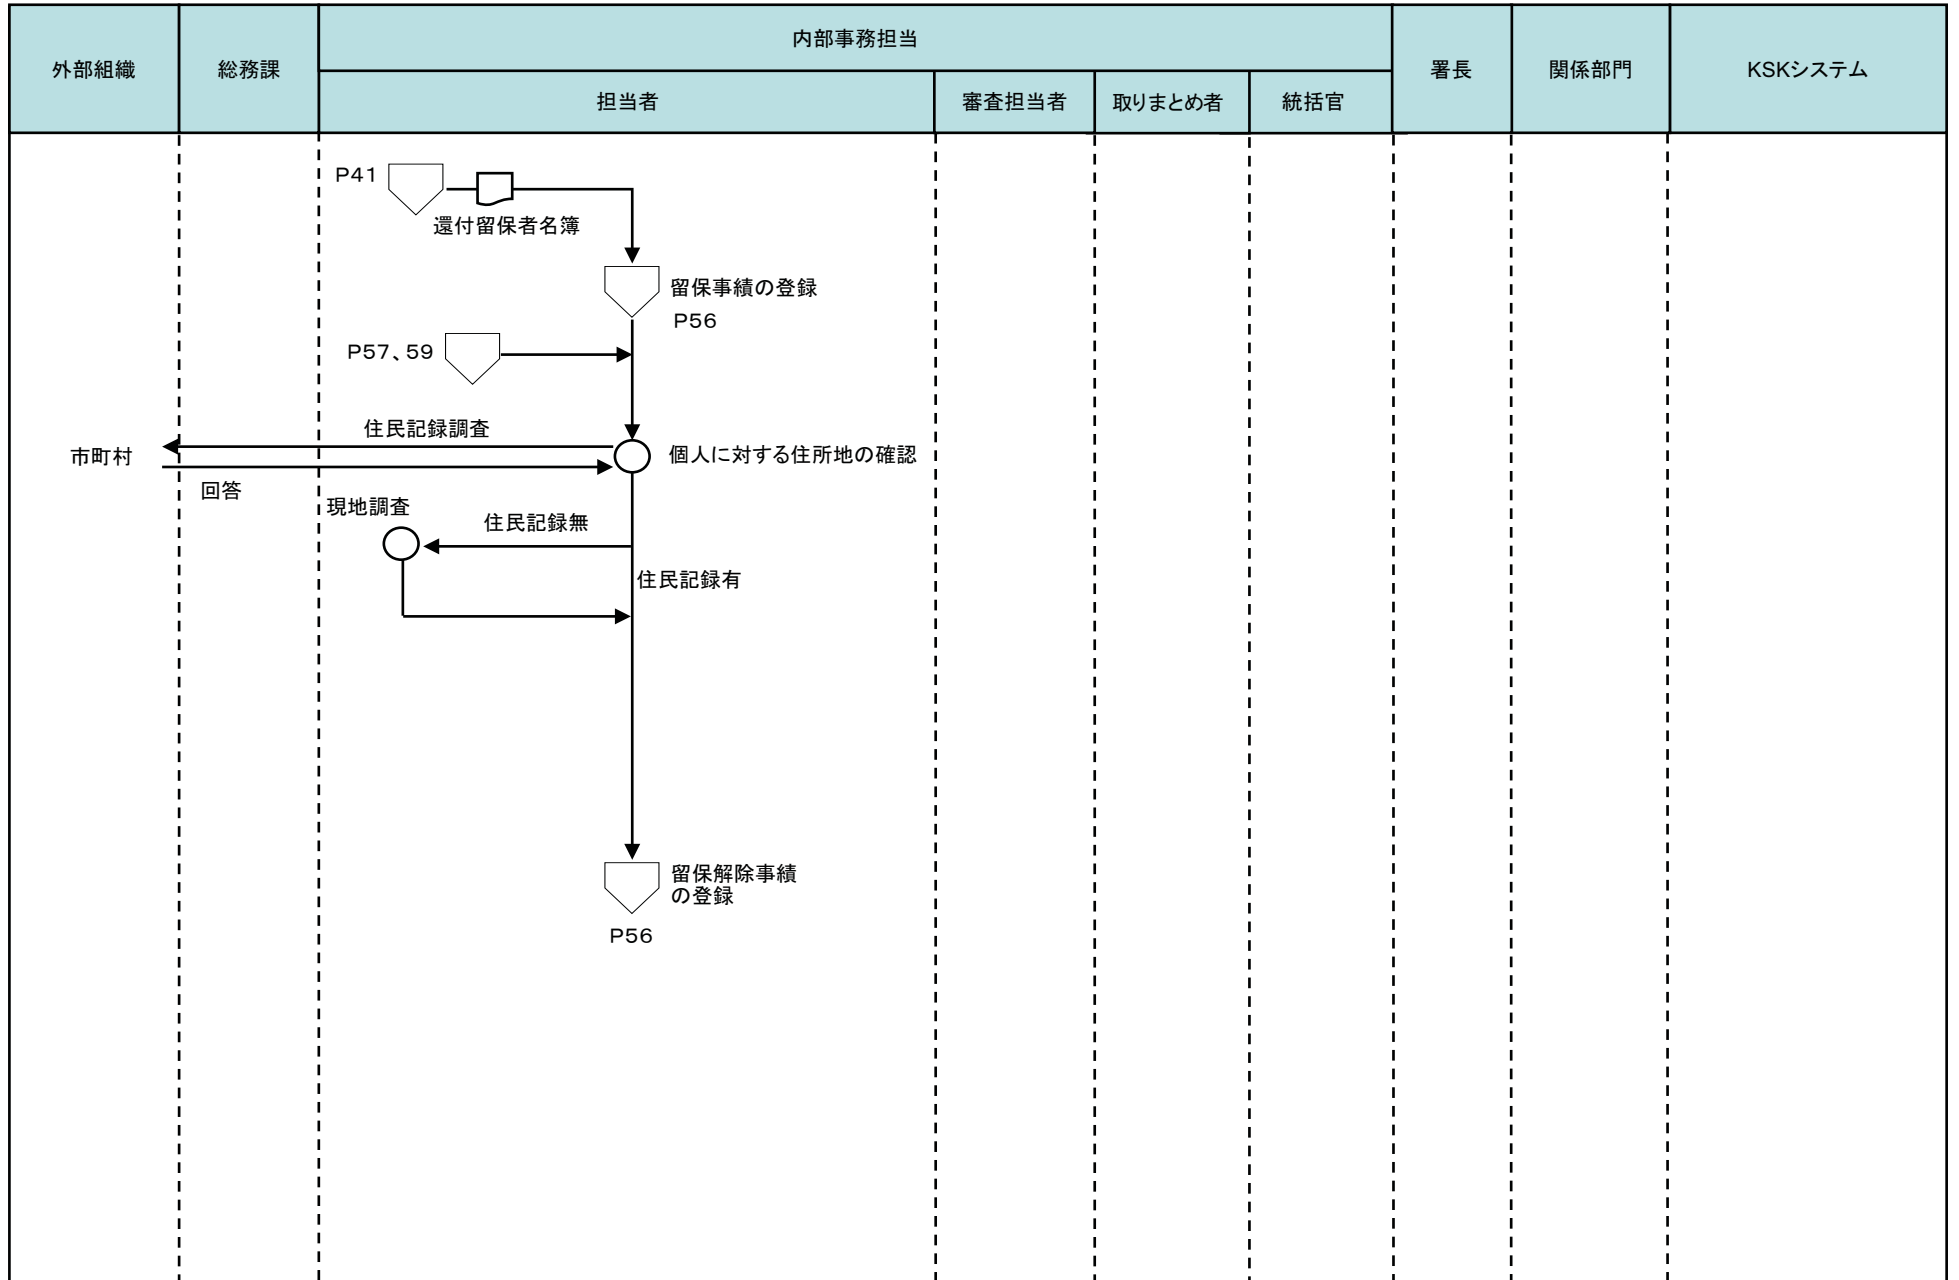 外部組織
総務課
内部事務担当
署長
関係部門
KSKシステム
担当者
審査担当者
取りまとめ者
統括官
P41
還付留保者名簿
留保事績の登録
P56
P57、59
住民記録調査
市町村
個人に対する住所地の確認
回答
現地調査
住民記録無
住民記録有
留保解除事績
の登録
P56